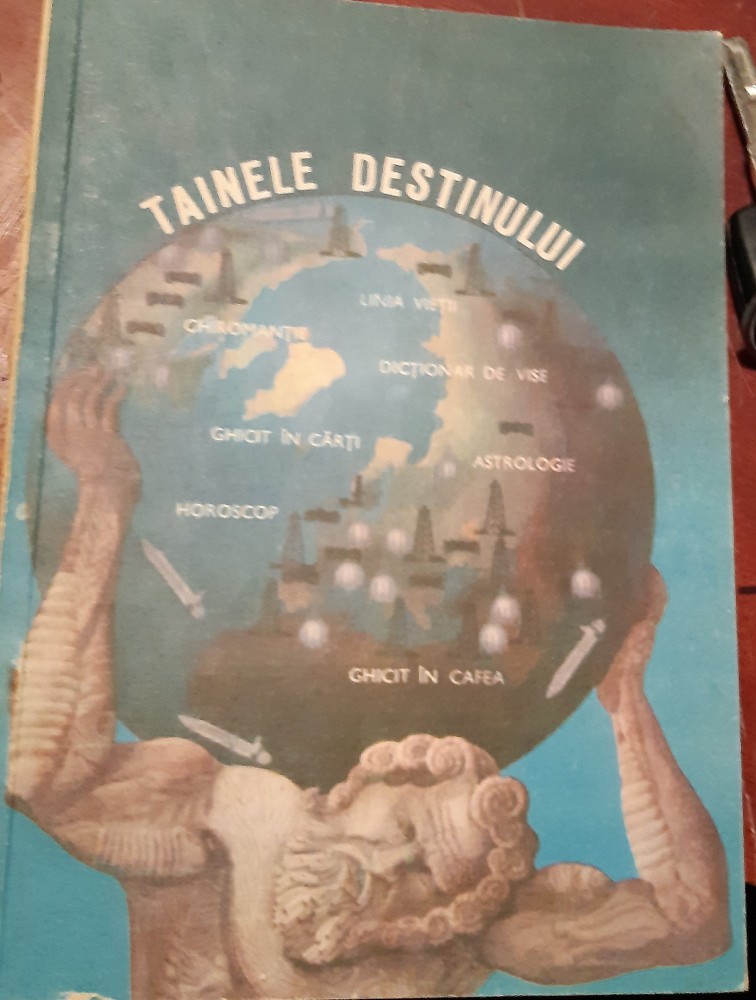 TAINELE DESTINULUI
LINIA VIEȚII
CHIROMANȚIE
DICȚIONAR DE VISE
GHICIT ÎN CĂRȚI
ASTROLOGIE
HOROSCOP
GHICIT ÎN CAFEA